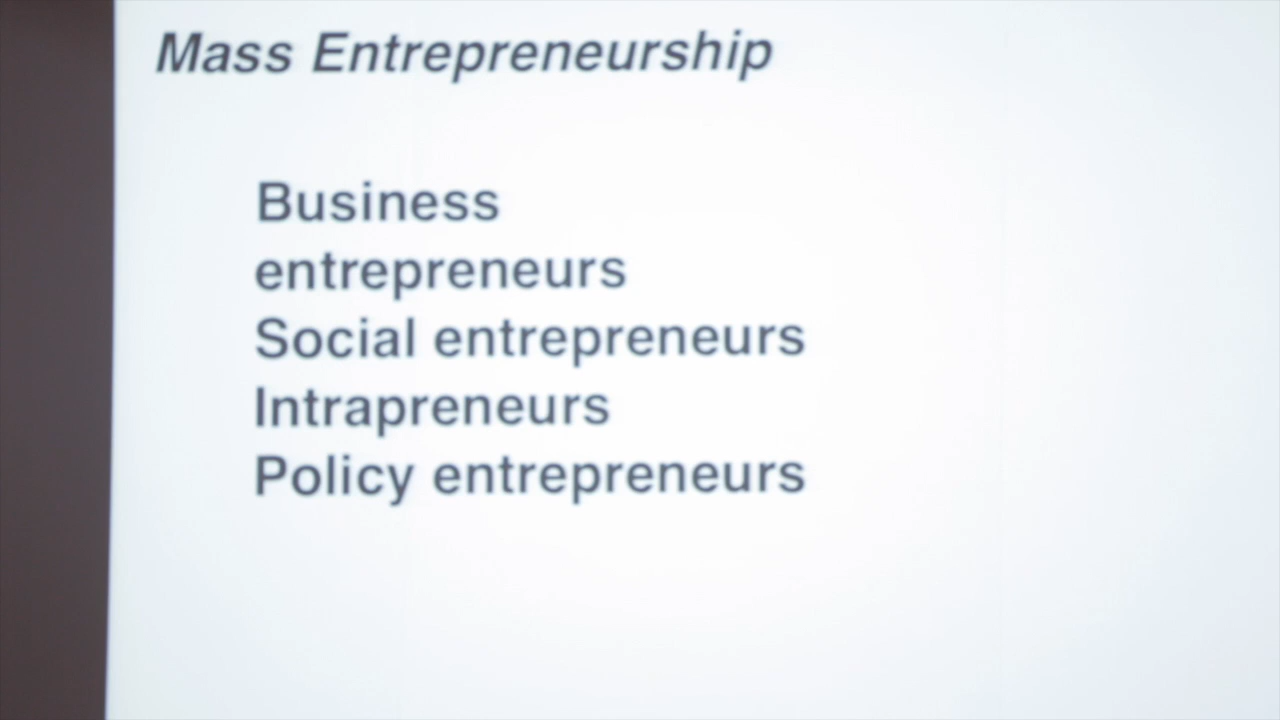 Mass Entrepreneurship
Business
entrepreneurs
Social entrepreneurs
Intrapreneurs
Policy entrepreneurs